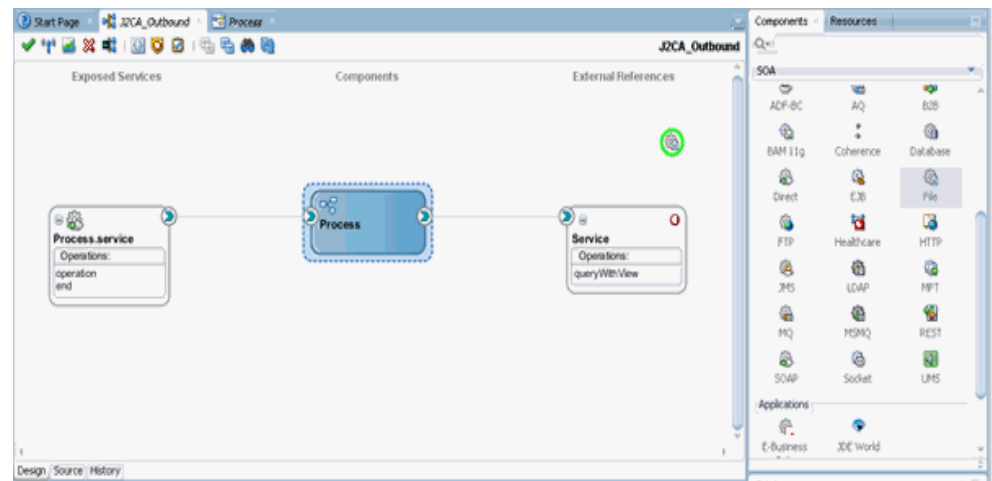 Start Page J2CA_Outbound Process
J2CA_Outbound
Exposed Services Components External References
Process.service
Operations:
operation
end
Process
Service
Operations:
queryWithView
Design Source History
Components Resources
SOA
ADF-BC AQ B2B
BAM 11g Coherence Database
Direct EJB File
FTP Healthcare HTTP
JMS LDAP MFT
MQ MSMQ REST
SOAP Socket UMS
Applications
E-Business JDE World